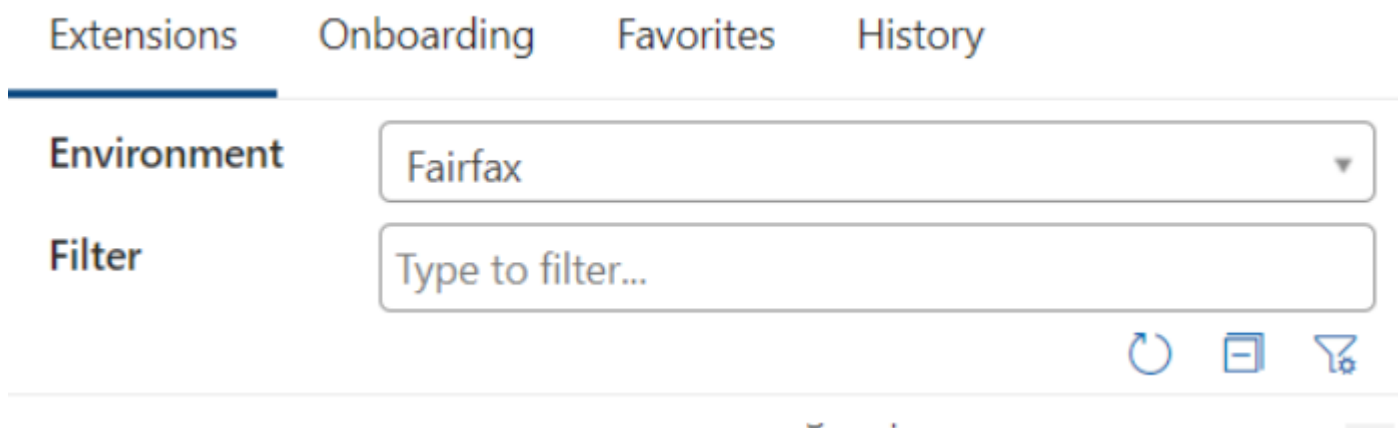 Extensions Onboarding Favorites History
Environment Fairfax
Filter Type to filter...